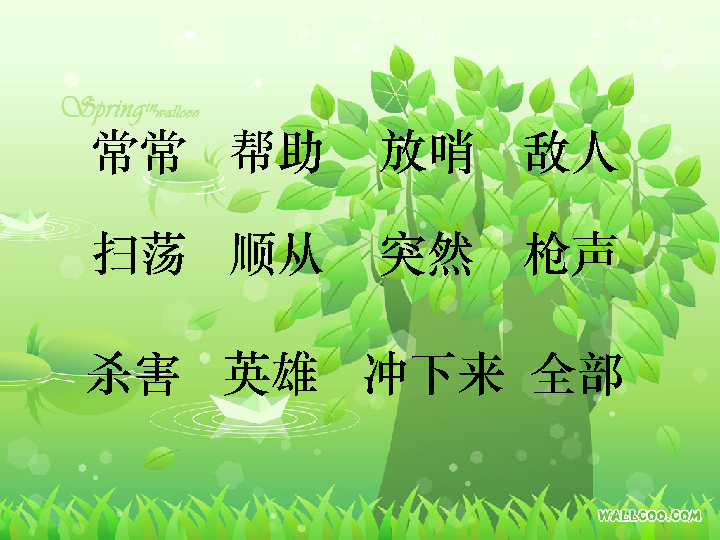 Spring in wallcoo
常常 帮助 放哨 敌人
扫荡 顺从 突然 枪声
杀害 英雄 冲下来 全部
WALLCOO.COM